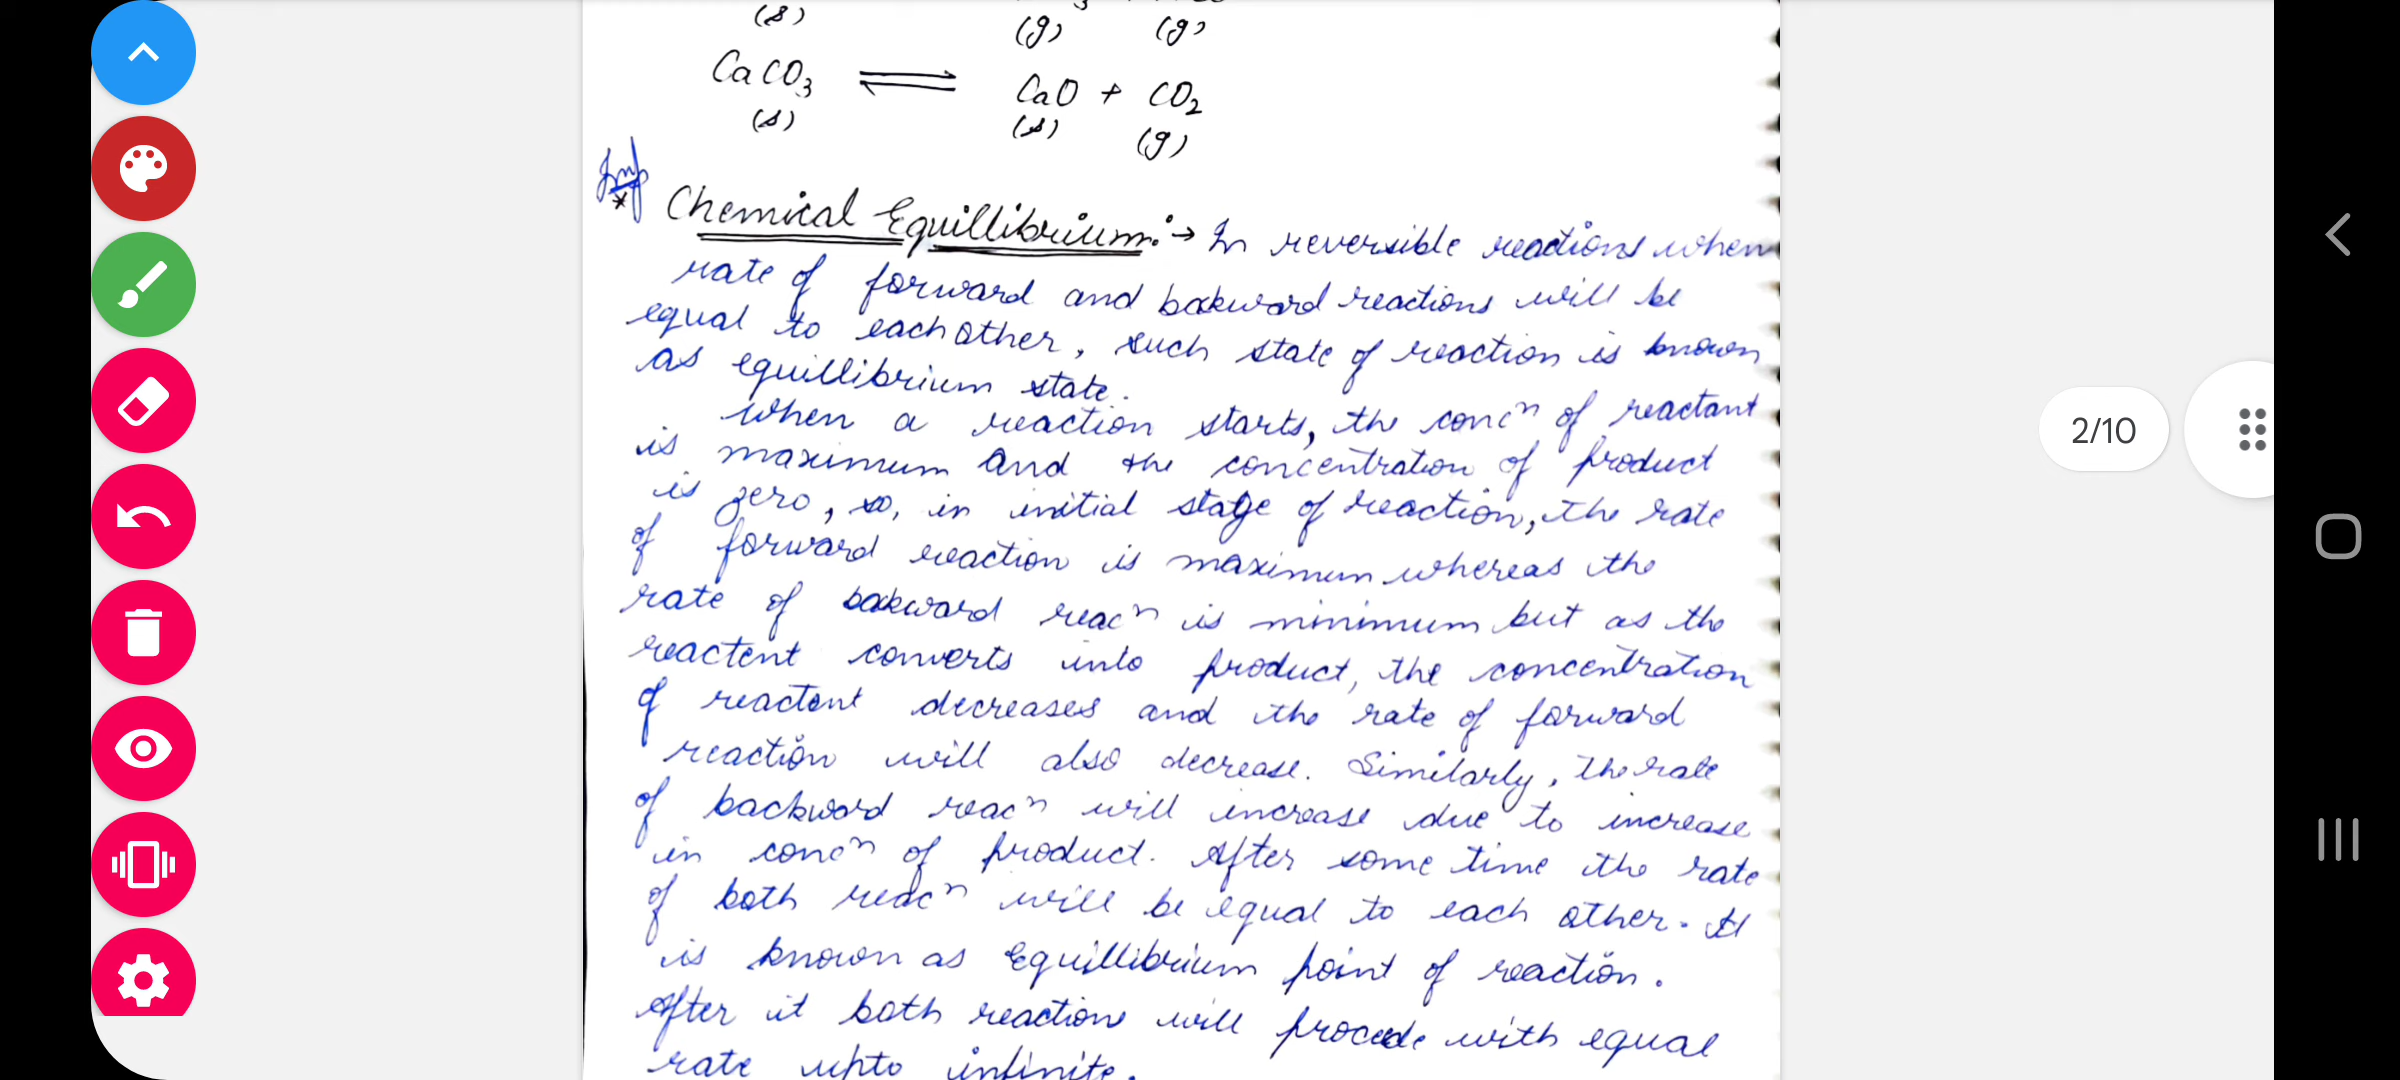 (s)
(g) (g)
CaCO3 ⇌ CaO + CO2
(s) (s) (g)
Imp
* Chemical Equillibrium:→ In reversible reactions when
rate of forward and backward reactions will be
equal to each other, such state of reaction is known
as equillibrium state.
When a reaction starts, the concn of reactant
is maximum and the concentration of product
is zero, so, in initial stage of reaction, the rate
of forward reaction is maximum whereas the
rate of backward reacn is minimum but as the
reactent converts into product, the concentration
of reactent decreases and the rate of forward
reaction will also decrease. Similarly, the rate
of backword reacn will increase due to increase
in concn of product. After some time the rate
of both reacn will be equal to each other. It
is known as Equillibrium point of reaction.
After it both reactions will procede with equal
rate upto infinite.
2/10